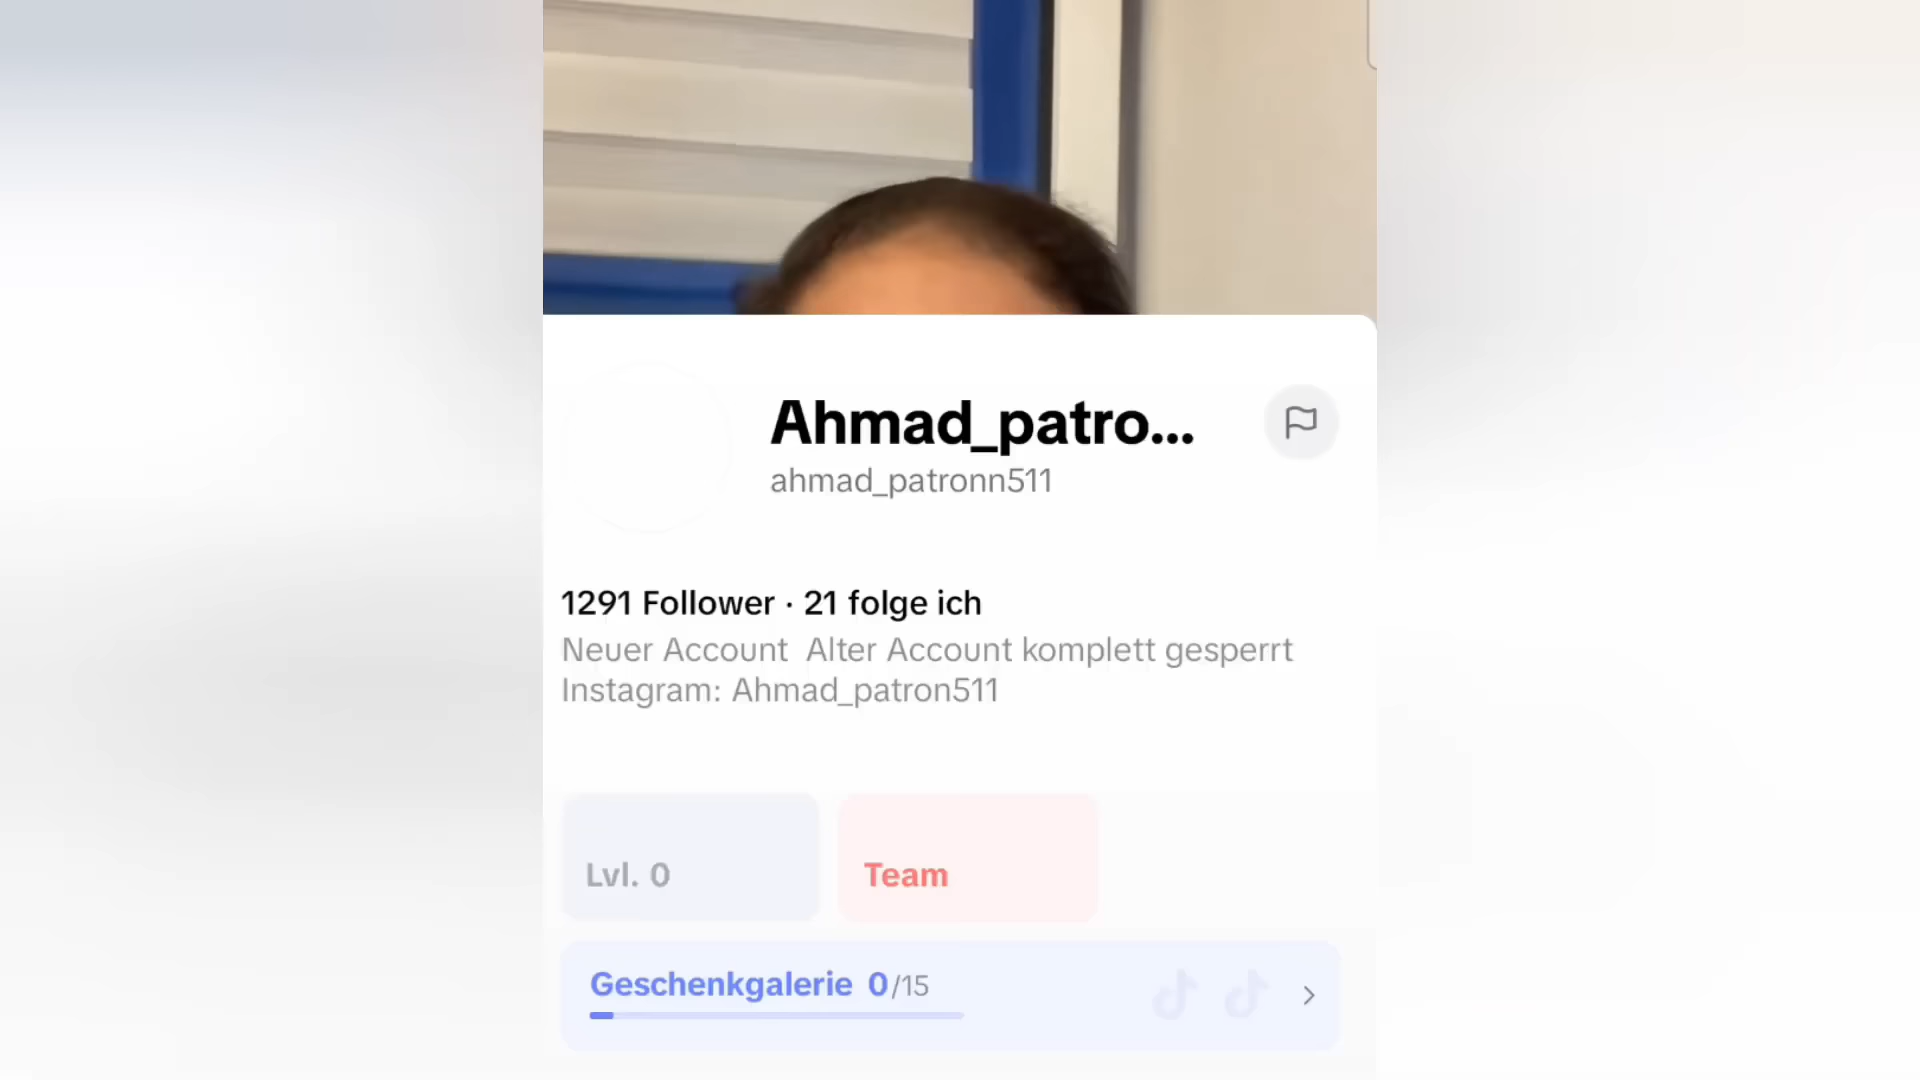 Ahmad_patro...
ahmad_patronn511
1291 Follower · 21 folge ich
Neuer Account  Alter Account komplett gesperrt
Instagram: Ahmad_patron511
Lvl. 0
Team
Geschenkgalerie 0/15